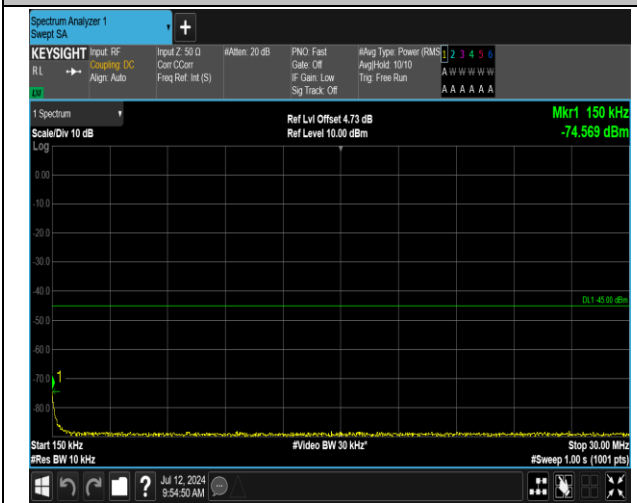 Spectrum Analyzer 1
Swept SA
+
KEYSIGHT
RL
Input: RF
Coupling: DC
Align: Auto
Input Z: 50 Ω
Corr CCorr
Freq Ref: Int (S)
#Atten: 20 dB
PNO: Fast
Gate: Off
IF Gain: Low
Sig Track: Off
#Avg Type: Power (RMS
Avg|Hold: 10/10
Trig: Free Run
1 2 3 4 5 6
A W W W W W
A A A A A A
LXI
1 Spectrum
Scale/Div 10 dB
Log
Ref Lvl Offset 4.73 dB
Ref Level 10.00 dBm
Mkr1 150 kHz
-74.569 dBm
0.00
-10.0
-20.0
-30.0
-40.0
DL1 -45.00 dBm
-50.0
-60.0
-70.0
1
-80.0
Start 150 kHz
#Res BW 10 kHz
#Video BW 30 kHz*
Stop 30.00 MHz
#Sweep 1.00 s (1001 pts)
?
Jul 12, 2024
9:54:50 AM